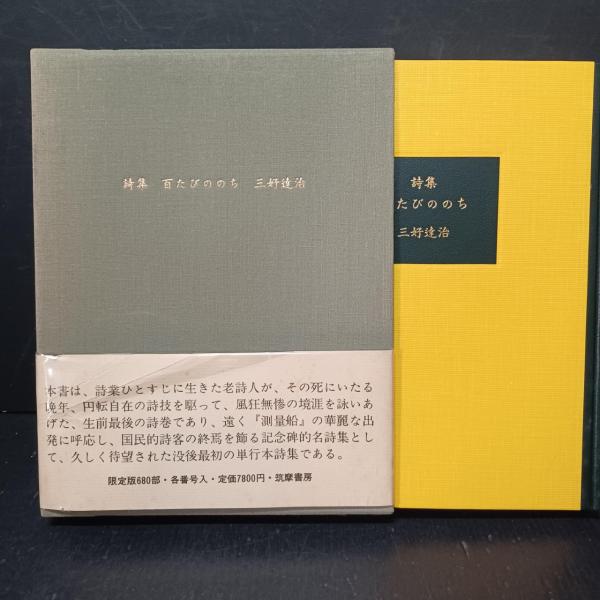 詩集　百たびののち　三好達治
詩集
たびののち
三好達治
本書は、詩業ひとすじに生きた老詩人が、その死にいたる
晩年、円転自在の詩技を駆って、風狂無惨の境涯を詠いあ
げた、生前最後の詩巻であり、遠く『測量船』の華麗な出
発に呼応し、国民的詩客の終焉を飾る記念碑的名詩集とし
て、久しく待望された没後最初の単行本詩集である。
限定版680部・各番号入・定価7800円・筑摩書房